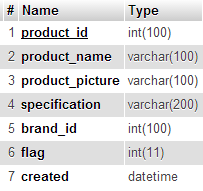 # Name Type
1 product_id int(100)
2 product_name varchar(100)
3 product_picture varchar(100)
4 specification varchar(200)
5 brand_id int(100)
6 flag int(11)
7 created datetime